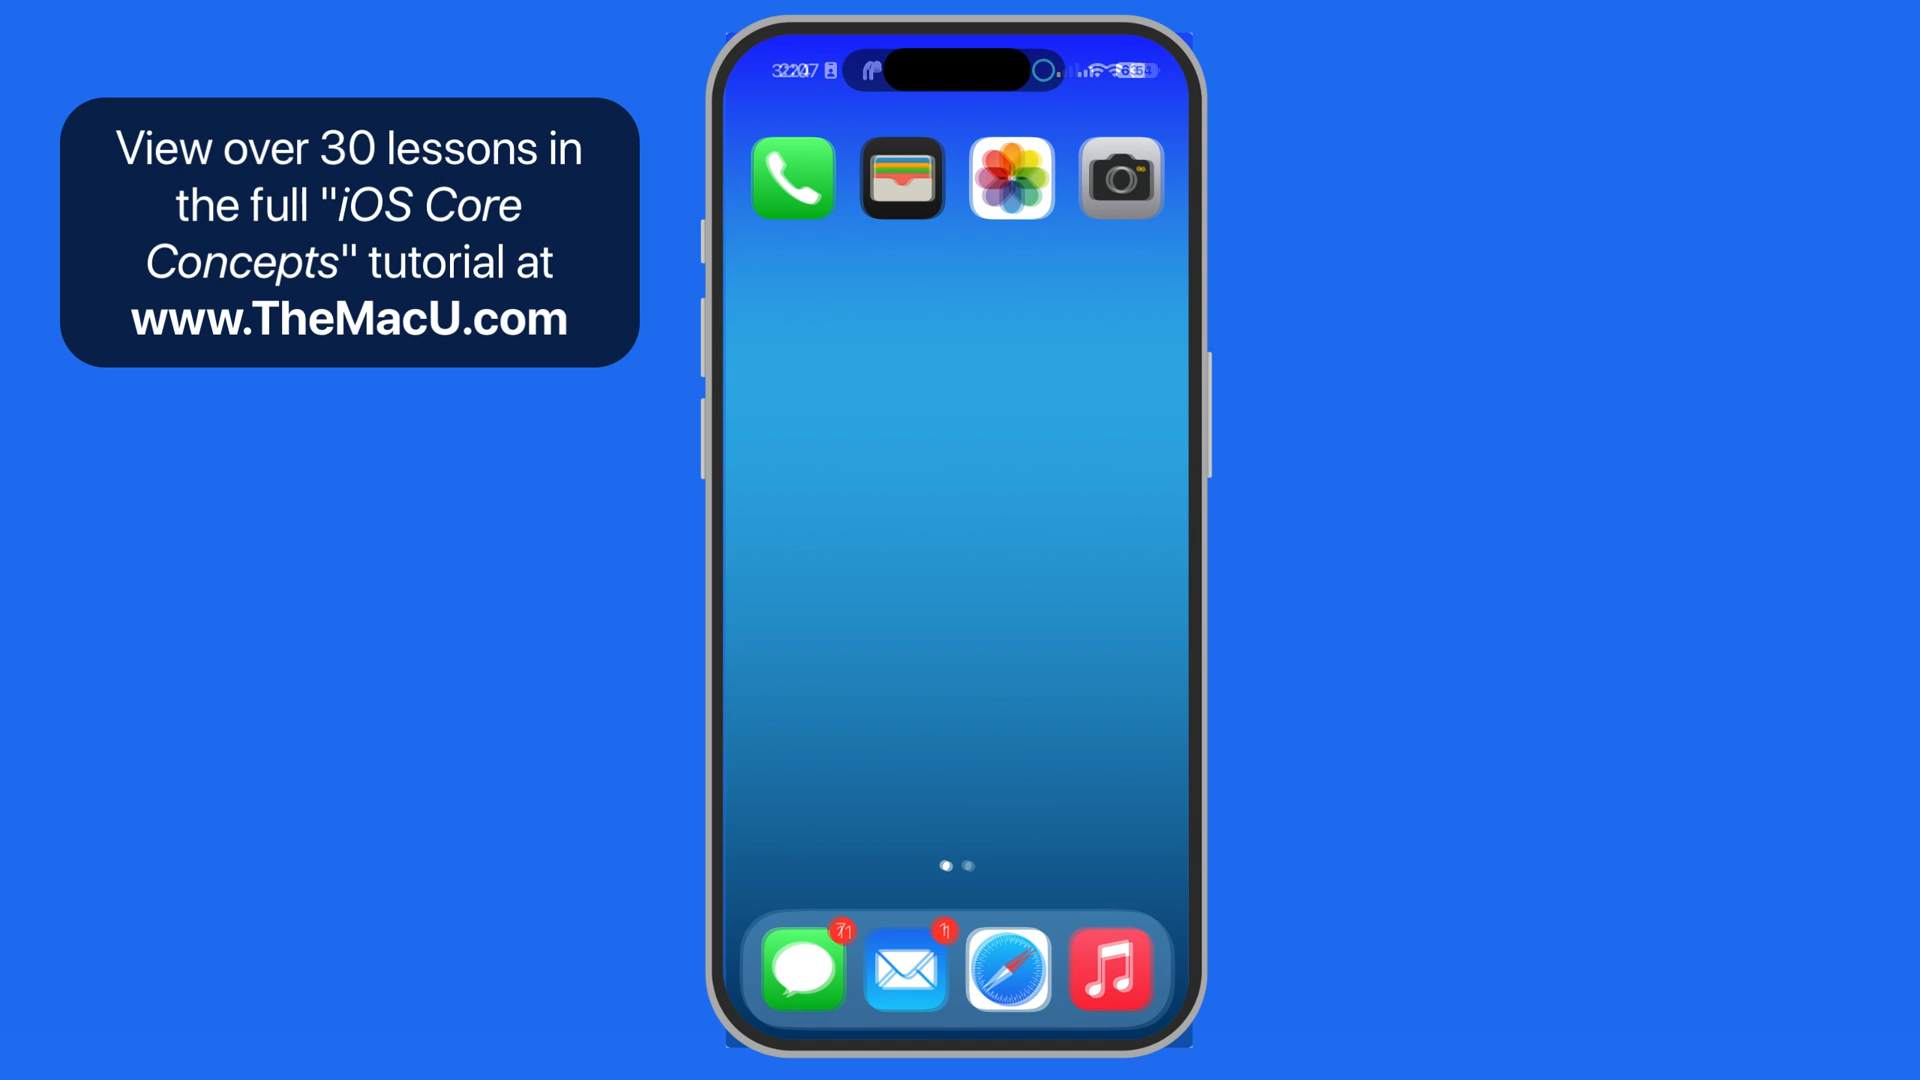 View over 30 lessons in
the full "iOS Core
Concepts" tutorial at
www.TheMacU.com